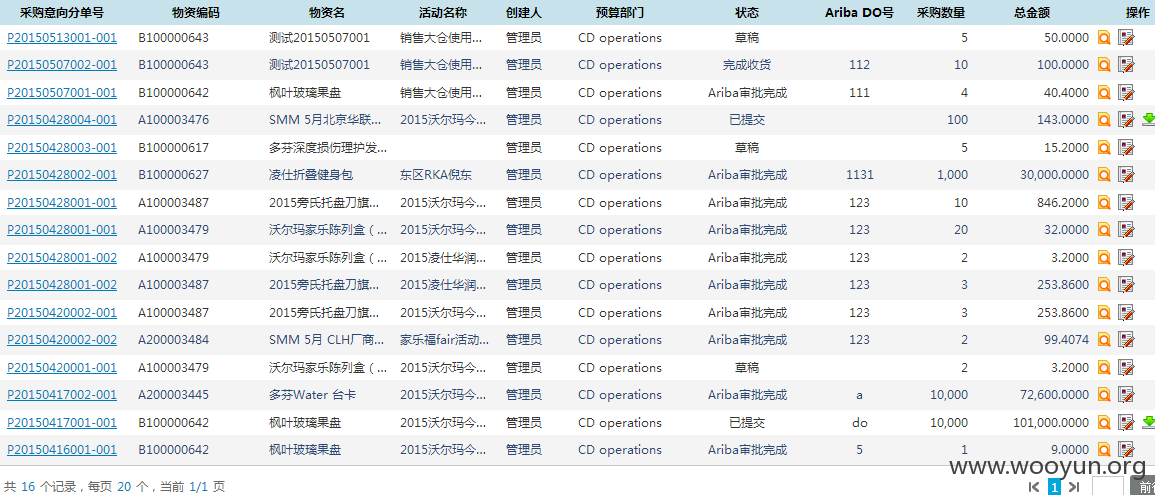 采购意向分单号 物资编码 物资名 活动名称 创建人 预算部门 状态 Ariba DO号 采购数量 总金额 操作
P20150513001-001 B100000643 测试20150507001 销售大仓使用... 管理员 CD operations 草稿 5 50.0000
P20150507002-001 B100000643 测试20150507001 销售大仓使用... 管理员 CD operations 完成收货 112 10 100.0000
P20150507001-001 B100000642 枫叶玻璃果盘 销售大仓使用... 管理员 CD operations Ariba审批完成 111 4 40.4000
P20150428004-001 A100003476 SMM 5月北京华联... 2015沃尔玛今... 管理员 CD operations 已提交 100 143.0000
P20150428003-001 B100000617 多芬深度损伤理护发... 管理员 CD operations 草稿 5 15.2000
P20150428002-001 B100000627 凌仕折叠健身包 东区RKA倪东 管理员 CD operations Ariba审批完成 1131 1,000 30,000.0000
P20150428001-001 A100003487 2015旁氏托盘刀旗... 2015沃尔玛今... 管理员 CD operations Ariba审批完成 123 10 846.2000
P20150428001-001 A100003479 沃尔玛家乐陈列盒（... 2015沃尔玛今... 管理员 CD operations Ariba审批完成 123 20 32.0000
P20150428001-002 A100003479 沃尔玛家乐陈列盒（... 2015凌仕华润... 管理员 CD operations Ariba审批完成 123 2 3.2000
P20150428001-002 A100003487 2015旁氏托盘刀旗... 2015凌仕华润... 管理员 CD operations Ariba审批完成 123 3 253.8600
P20150420002-001 A100003487 2015旁氏托盘刀旗... 2015沃尔玛今... 管理员 CD operations Ariba审批完成 123 3 253.8600
P20150420002-002 A200003484 SMM 5月 CLH厂商... 家乐福fair活动... 管理员 CD operations Ariba审批完成 123 2 99.4074
P20150420001-001 A100003479 沃尔玛家乐陈列盒（... 2015沃尔玛今... 管理员 CD operations 草稿 2 3.2000
P20150417002-001 A200003445 多芬Water 台卡 2015沃尔玛今... 管理员 CD operations Ariba审批完成 a 10,000 72,600.0000
P20150417001-001 B100000642 枫叶玻璃果盘 2015沃尔玛今... 管理员 CD operations 已提交 do 10,000 101,000.0000
P20150416001-001 B100000642 枫叶玻璃果盘 2015沃尔玛今... 管理员 CD operations Ariba审批完成 5 1 9.0000
www.wooyun.org
共 16 个记录，每页 20 个，当前 1/1 页 1 前往